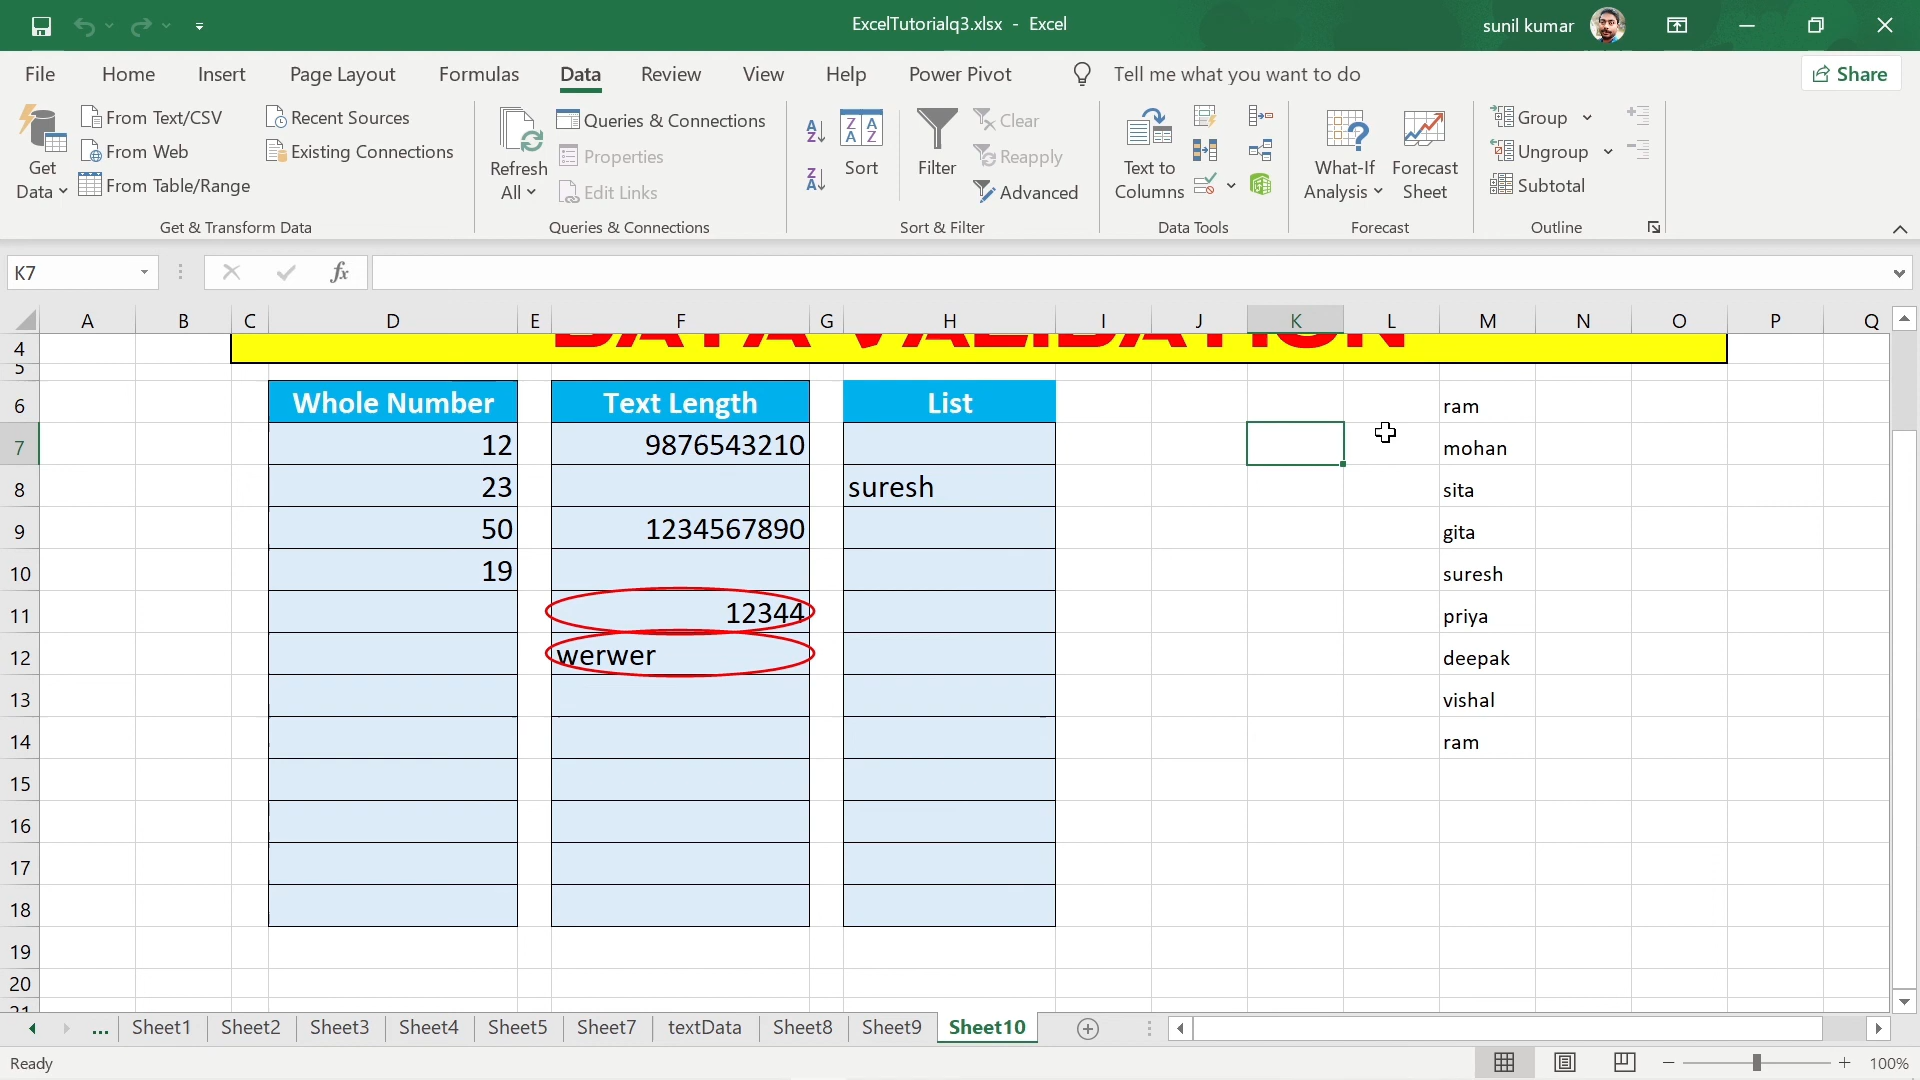 ExcelTutorialq3.xlsx - Excel
sunil kumar
File Home Insert Page Layout Formulas Data Review View Help Power Pivot Tell me what you want to do Share
Get Data
From Text/CSV
From Web
From Table/Range
Recent Sources
Existing Connections
Get & Transform Data
Refresh All
Queries & Connections
Properties
Edit Links
Queries & Connections
Sort
Filter
Clear
Reapply
Advanced
Sort & Filter
Text to Columns
Data Tools
What-If Analysis
Forecast Sheet
Forecast
Group
Ungroup
Subtotal
Outline
K7
fx
A B C D E F G H I J K L M N O P Q
4 DATA VALIDATION
5
6 Whole Number Text Length List ram
7 12 9876543210 mohan
8 23 suresh sita
9 50 1234567890 gita
10 19 suresh
11 12344 priya
12 werwer deepak
13 vishal
14 ram
15
16
17
18
19
20
21
... Sheet1 Sheet2 Sheet3 Sheet4 Sheet5 Sheet7 textData Sheet8 Sheet9 Sheet10
Ready
100%